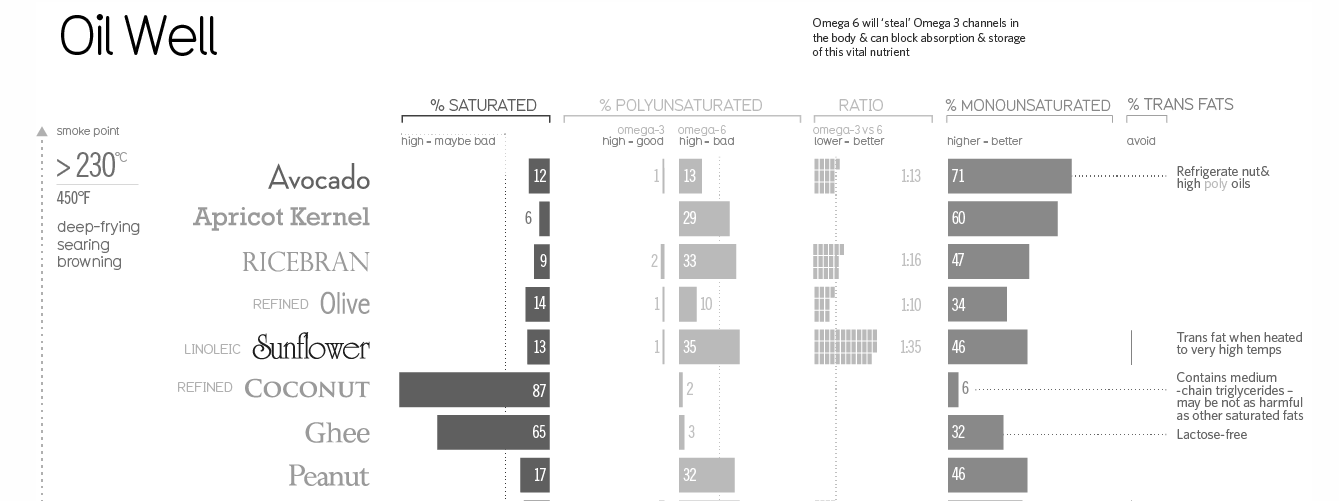 Oil Well
Omega 6 will 'steal' Omega 3 channels in
the body & can block absorption & storage
of this vital nutrient
% SATURATED
% POLYUNSATURATED
RATIO
% MONOUNSATURATED
% TRANS FATS
smoke point
omega-3
omega-6
omega-3 vs 6
high = maybe bad
high = good
high = bad
lower = better
higher = better
avoid
> 230°C
450°F
deep-frying
searing
browning
Avocado 12 1 13 1:13 71
Refrigerate nut&
high poly oils
Apricot Kernel 6 29 60
RICEBRAN 9 2 33 1:16 47
REFINED Olive 14 1 10 1:10 34
LINOLEIC Sunflower 13 1 35 1:35 46
Trans fat when heated
to very high temps
REFINED COCONUT 87 2 6
Contains medium
-chain triglycerides –
may be not as harmful
as other saturated fats
Ghee 65 3 32 Lactose-free
Peanut 17 32 46